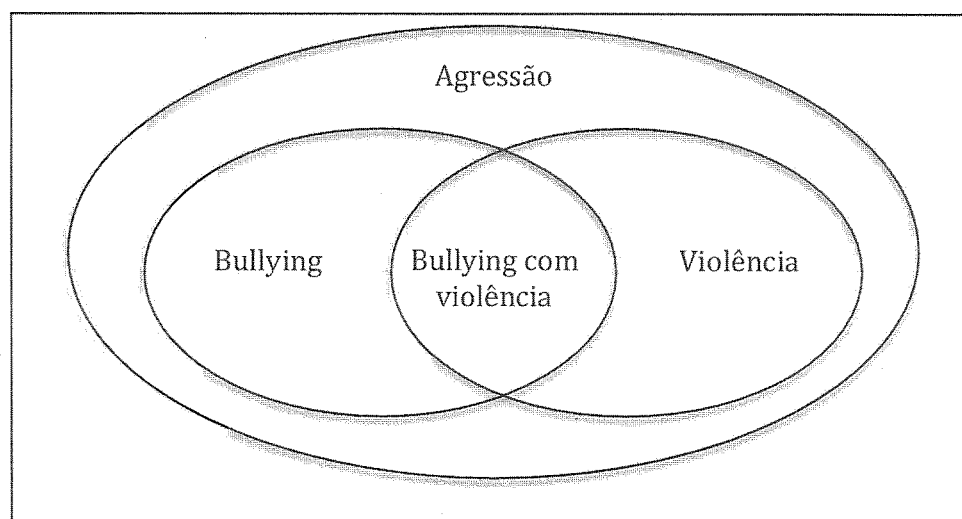 Agressão
Bullying
Bullying com
violência
Violência